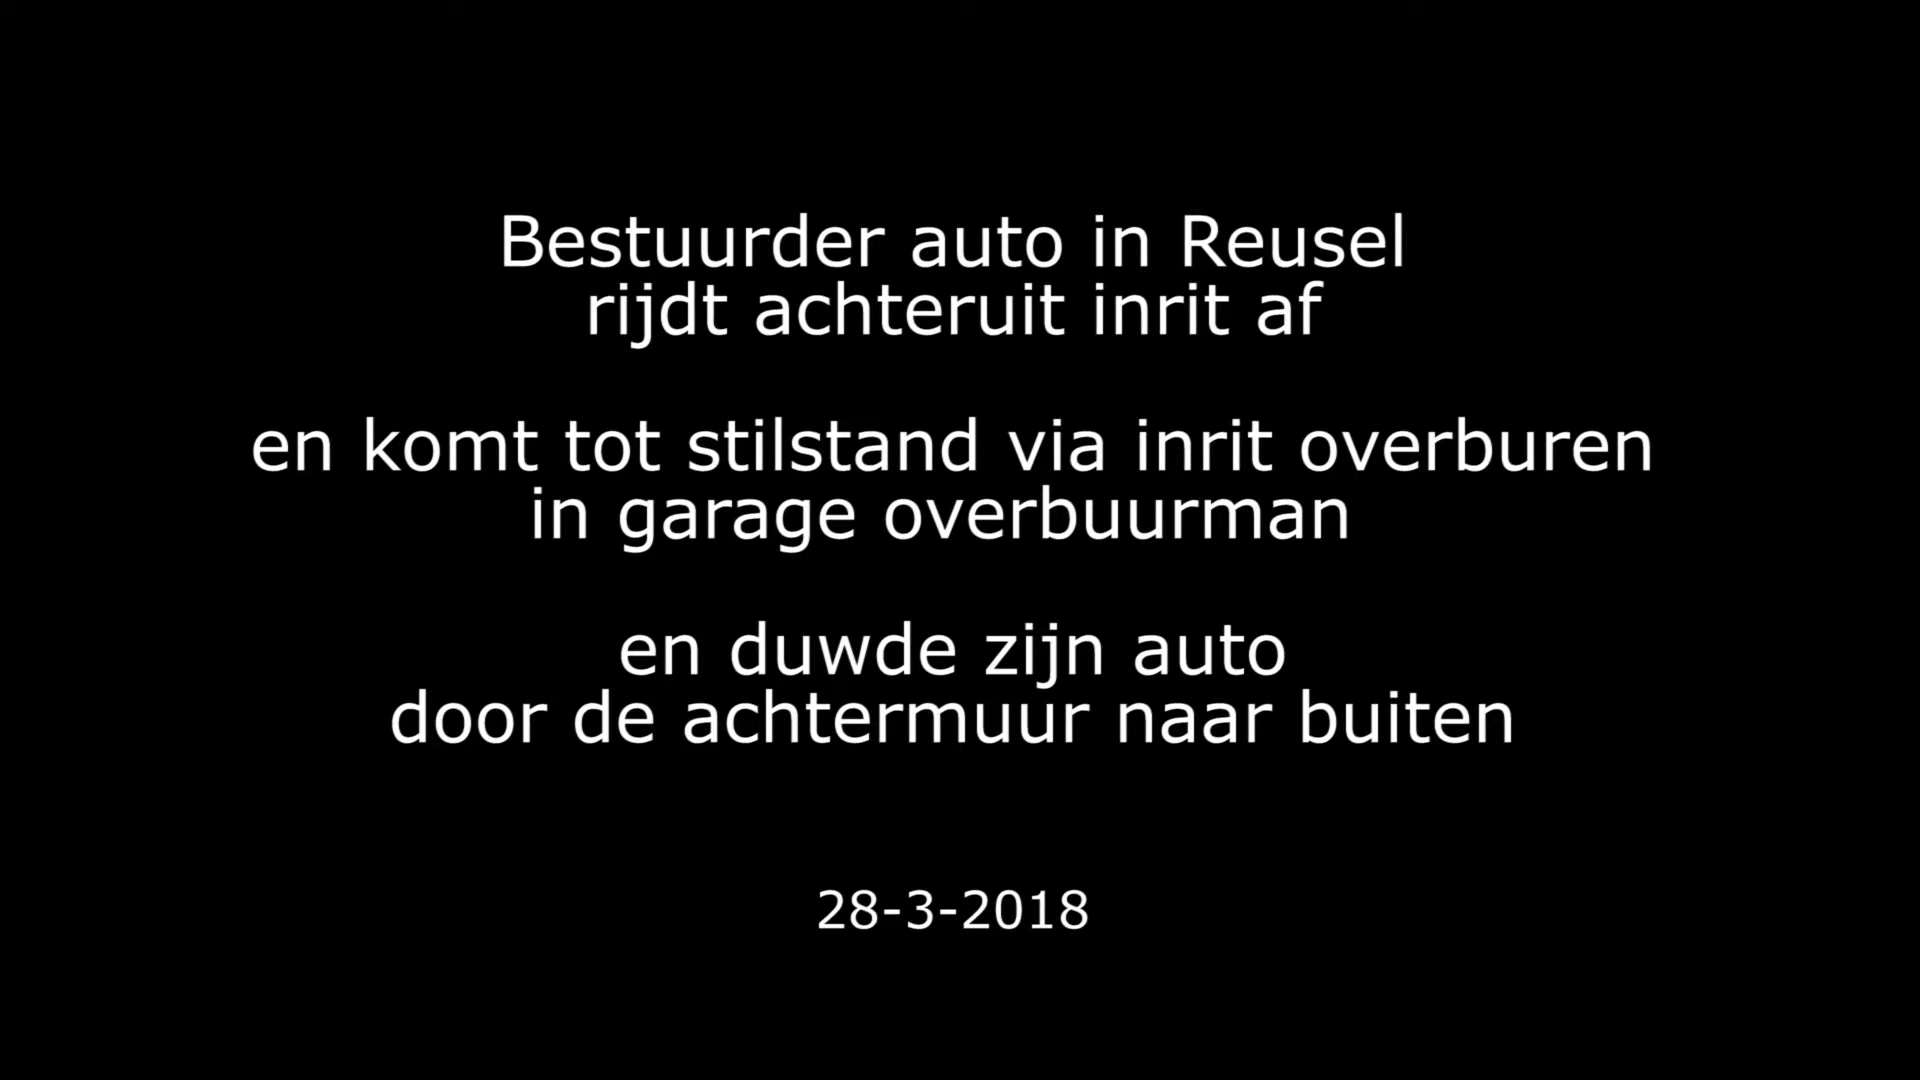 Bestuurder auto in Reusel
rijdt achteruit inrit af
en komt tot stilstand via inrit overburen
in garage overbuurman
en duwde zijn auto
door de achtermuur naar buiten
28-3-2018